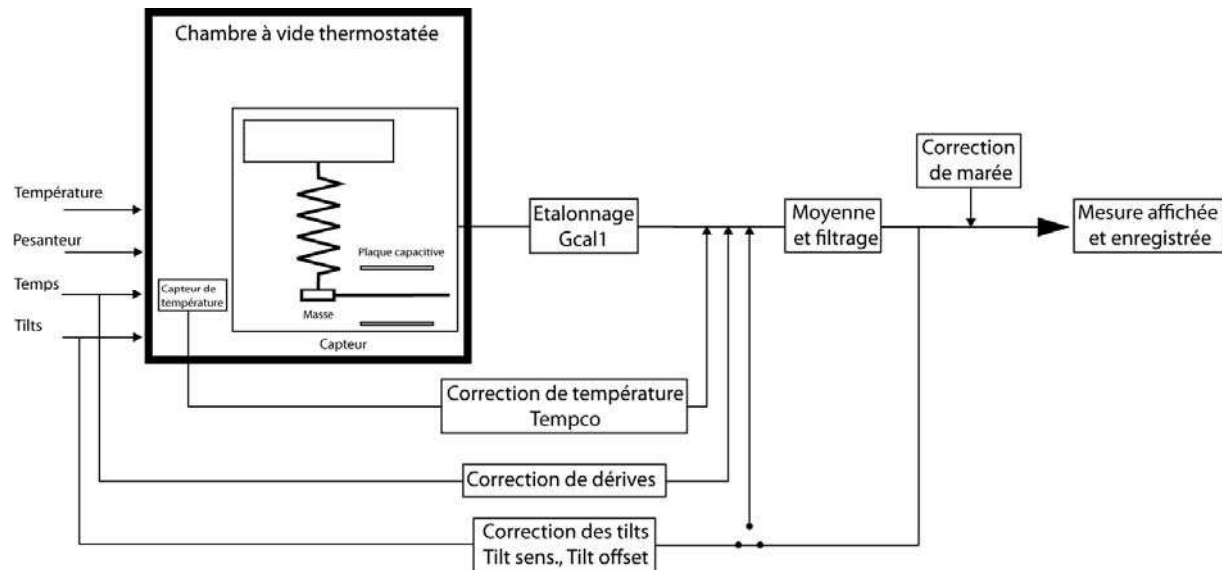 Chambre à vide thermostatée
Température
Pesanteur
Temps
Tilts
Capteur de
température
Plaque capacitive
Masse
Capteur
Etalonnage
Gcal1
Moyenne
et filtrage
Correction
de marée
Mesure affichée
et enregistrée
Correction de température
Tempco
Correction de dérives
Correction des tilts
Tilt sens., Tilt offset